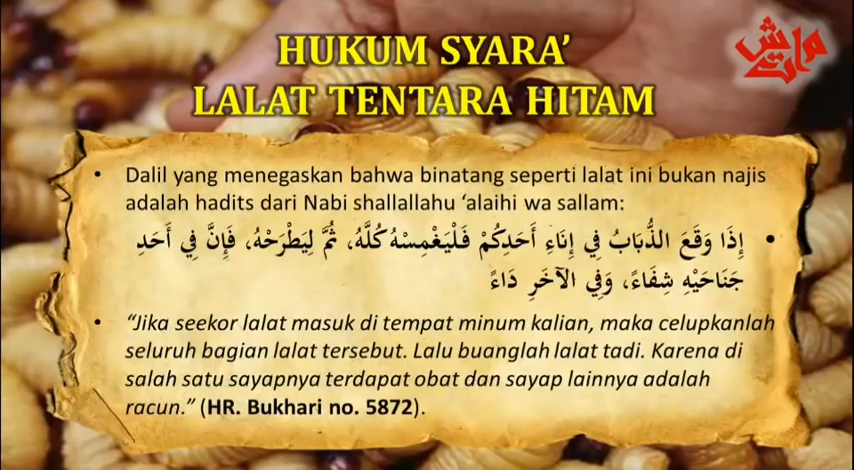 HUKUM SYARA’
LALAT TENTARA HITAM
• Dalil yang menegaskan bahwa binatang seperti lalat ini bukan najis
adalah hadits dari Nabi shallallahu ‘alaihi wa sallam:
• إِذَا وَقَعَ الذُّبَابُ فِي إِنَاءِ أَحَدِكُمْ فَلْيَغْمِسْهُ كُلَّهُ، ثُمَّ لِيَطْرَحْهُ، فَإِنَّ فِي أَحَدِ
جَنَاحَيْهِ شِفَاءً، وَفِي الآخَرِ دَاءً
• “Jika seekor lalat masuk di tempat minum kalian, maka celupkanlah
seluruh bagian lalat tersebut. Lalu buanglah lalat tadi. Karena di
salah satu sayapnya terdapat obat dan sayap lainnya adalah
racun.” (HR. Bukhari no. 5872).